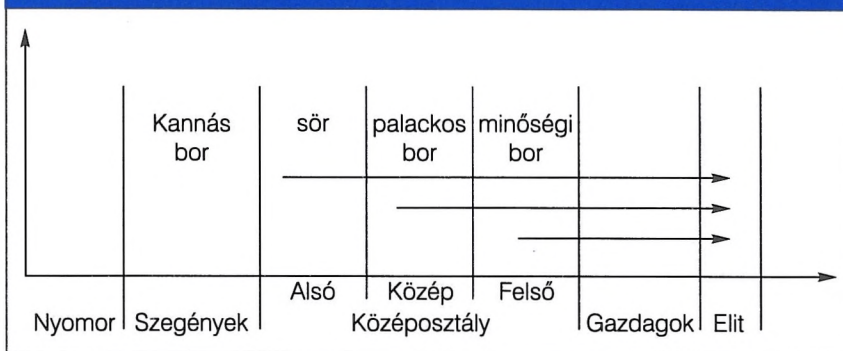 Kannás sör palackos minőségi
bor bor bor
Alsó Közép Felső
Nyomor Szegények Középosztály Gazdagok Elit